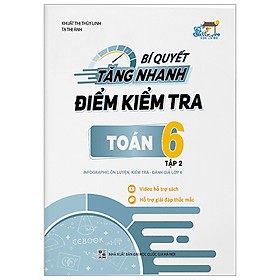 KHUẤT THỊ THÙY LINH
TẠ THỊ ÁNH
BÍ QUYẾT
TĂNG NHANH
ĐIỂM KIỂM TRA
TOÁN 6
TẬP 2
INFOGRAPHIC ÔN LUYỆN, KIỂM TRA - ĐÁNH GIÁ LỚP 6
Video hỗ trợ sách
Hỗ trợ giải đáp thắc mắc
NHÀ XUẤT BẢN ĐẠI HỌC QUỐC GIA HÀ NỘI